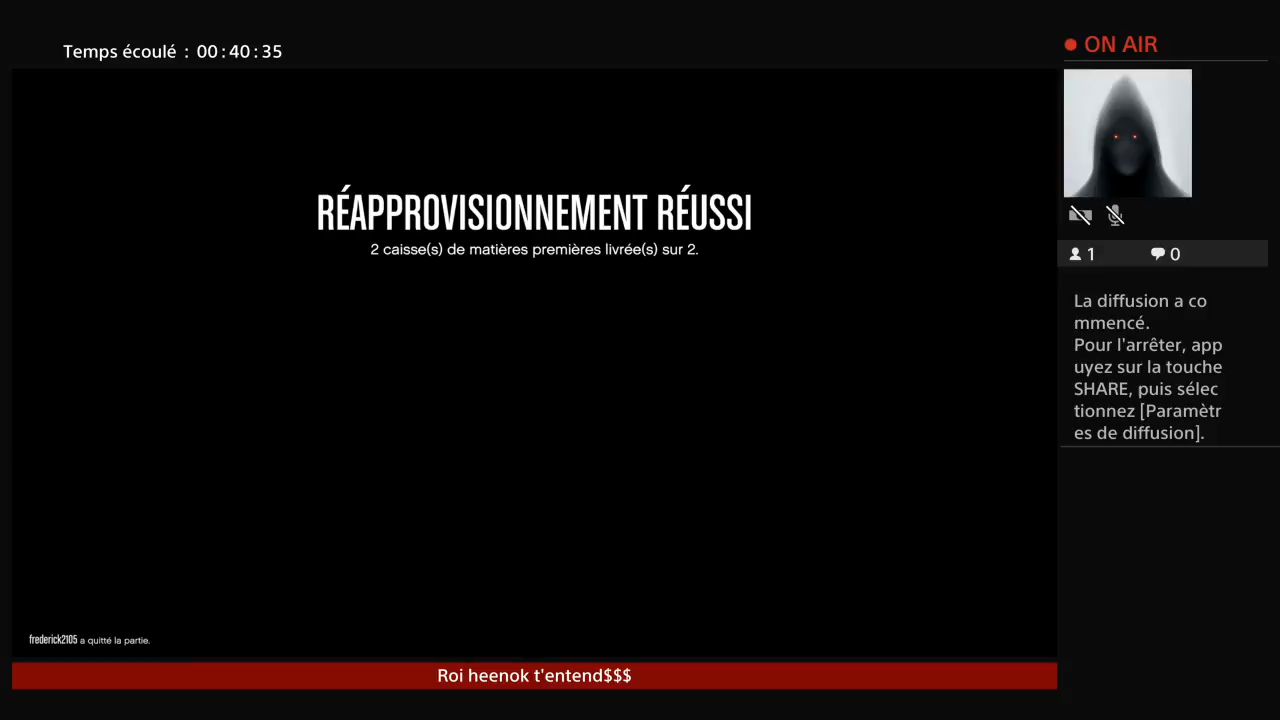 Temps écoulé : 00:40:35
ON AIR
RÉAPPROVISIONNEMENT RÉUSSI
2 caisse(s) de matières premières livrée(s) sur 2.
1 0
La diffusion a co
mmencé.
Pour l'arrêter, app
uyez sur la touche
SHARE, puis sélec
tionnez [Paramètr
es de diffusion].
frederick2105 a quitté la partie.
Roi heenok t'entend$$$